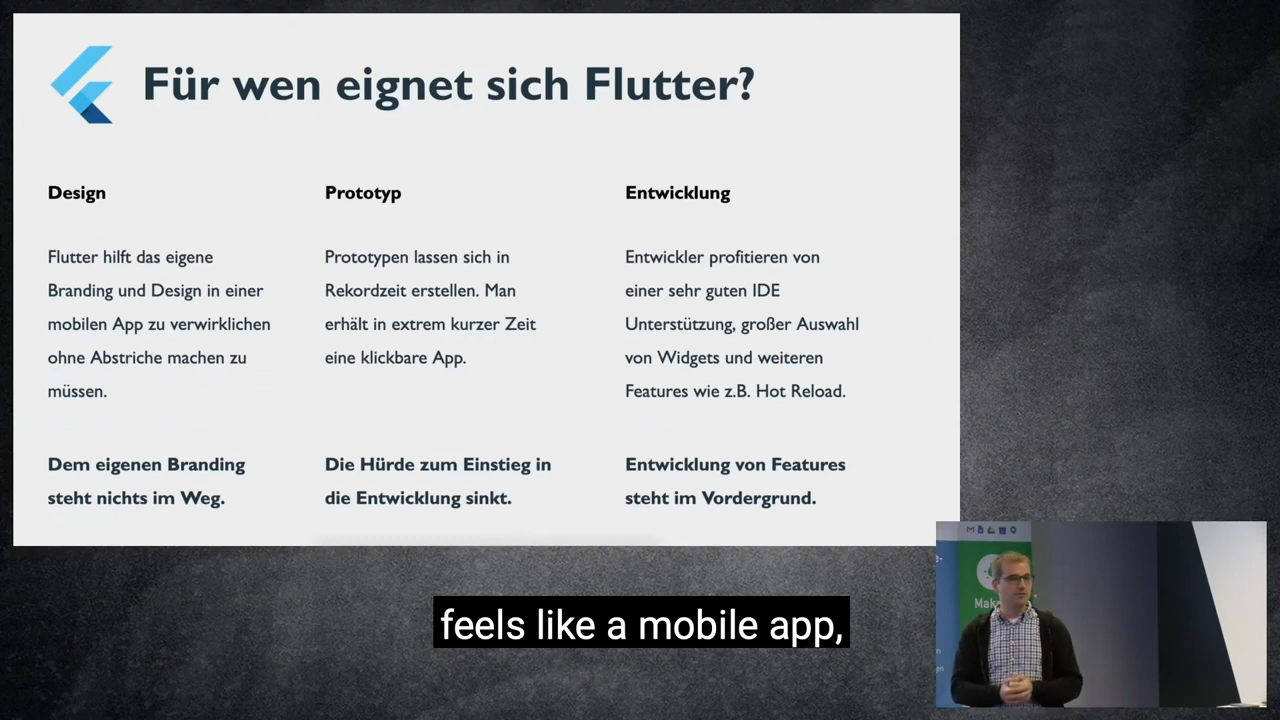 Für wen eignet sich Flutter?
Design
Flutter hilft das eigene
Branding und Design in einer
mobilen App zu verwirklichen
ohne Abstriche machen zu
müssen.
Dem eigenen Branding
steht nichts im Weg.
Prototyp
Prototypen lassen sich in
Rekordzeit erstellen. Man
erhält in extrem kurzer Zeit
eine klickbare App.
Die Hürde zum Einstieg in
die Entwicklung sinkt.
Entwicklung
Entwickler profitieren von
einer sehr guten IDE
Unterstützung, großer Auswahl
von Widgets und weiteren
Features wie z.B. Hot Reload.
Entwicklung von Features
steht im Vordergrund.
feels like a mobile app,